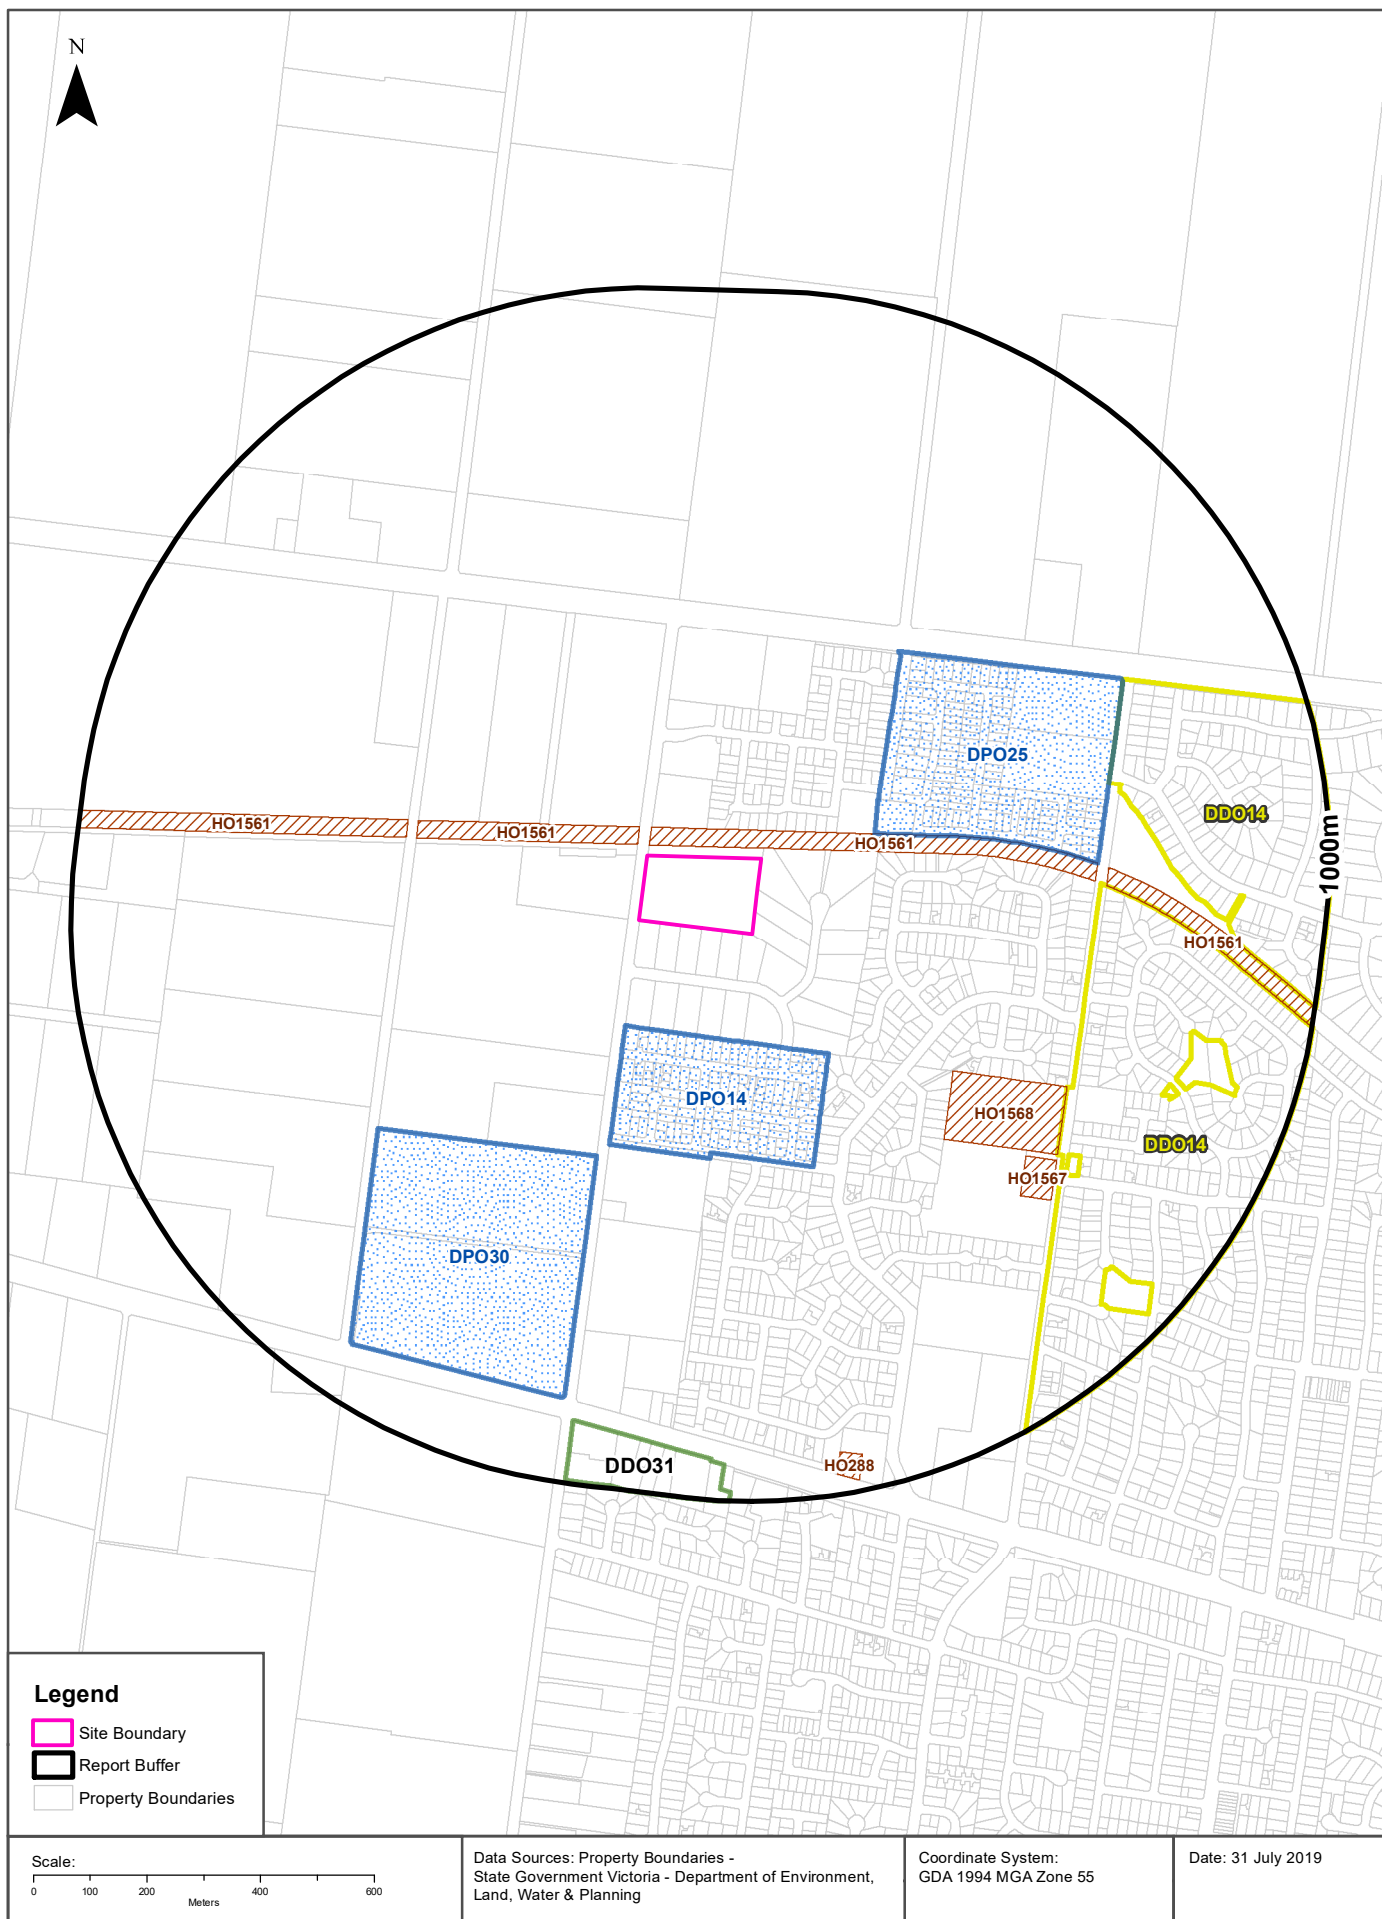 N
DPO25
DDO14
HO1561
HO1561
HO1561
1000m
HO1561
DPO14
HO1568
DDO14
HO1567
DPO30
DDO31
HO288
Legend
Site Boundary
Report Buffer
Property Boundaries
Scale:
0 100 200 400 600
Meters
Data Sources: Property Boundaries -
State Government Victoria - Department of Environment,
Land, Water & Planning
Coordinate System:
GDA 1994 MGA Zone 55
Date: 31 July 2019